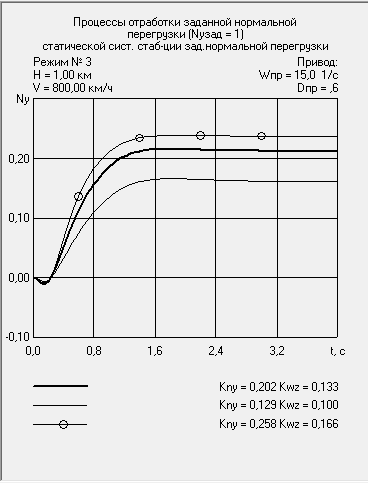 Процессы отработки заданной нормальной
перегрузки (Nyзад = 1)
статической сист. стаб-ции зад.нормальной перегрузки
Режим № 3
Привод:
H = 1,00 км
Wпр = 15,0 1/с
V = 800,00 км/ч
Dпр = ,6
Ny
0,20
0,10
0,00
-0,10
0,0 0,8 1,6 2,4 3,2 t, с
Kny = 0,202 Kwz = 0,133
Kny = 0,129 Kwz = 0,100
Kny = 0,258 Kwz = 0,166